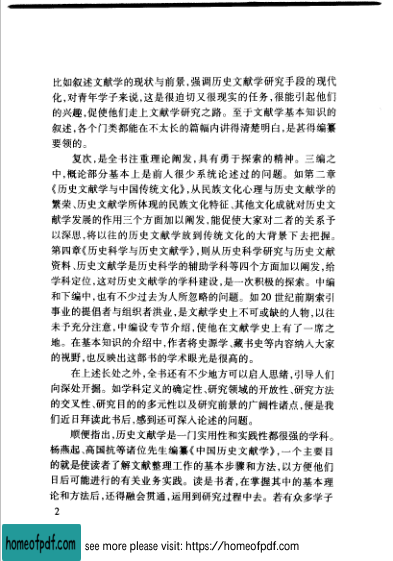 比如叙述文献学的现状与前景,强调历史文献学研究手段的现代
化,对青年学子来说,这是很迫切又很现实的任务,很能引起他们
的兴趣,促使他们走上文献学研究之路。至于文献学基本知识的
叙述,各个门类都能在不太长的篇幅内讲得清楚明白,是甚得编纂
要领的。
复次,是全书注重理论阐发,具有勇于探索的精神。三编之
中,概论部分基本上是前人很少系统论述过的问题。如第二章
《历史文献学与中国传统文化》,从民族文化心理与历史文献学的
繁荣、历史文献学所体现的民族文化特征、其他文化成就对历史文
献学发展的作用三个方面加以阐发,能促使大家对二者的关系予
以深思,将以往的历史文献学放到传统文化的大背景下去把握。
第四章《历史科学与历史文献学》,则从历史科学研究与历史文献
资料、历史文献学是历史科学的辅助学科等四个方面加以阐发,给
学科定位,这对历史文献学的学科建设,是一次积极的探索。中编
和下编中,也有不少过去为人所忽略的问题。如20世纪前期索引
事业的提倡者与组织者洪业,是文献学史上不可或缺的人物,以往
未予充分注意,中编设专节介绍,使他在文献学史上有了一席之
地。在基本知识的介绍中,作者将史源学、藏书史等内容纳入大家
的视野,也反映出这部书的学术眼光是很高的。
在上述长处之外,全书还有不少地方可以启人思绪,引导人们
向深处开掘。如学科定义的确定性、研究领域的开放性、研究方法
的交叉性、研究目的的多元性以及研究前景的广阔性诸点,便是我
们近日拜读此书后,感到还可深入论述的问题。
顺便指出,历史文献学是一门实用性和实践性都很强的学科。
杨燕起、高国抗等诸位先生编纂《中国历史文献学》,一个主要目
的就是使读者了解文献整理工作的基本步骤和方法,以方便他们
日后可能进行的有关业务实践。读是书者,在掌握其中的基本理
论和方法后,还得融会贯通,运用到研究过程中去。若有众多学子
2
homeofpdf.com
see more please visit: https://homeofpdf.com